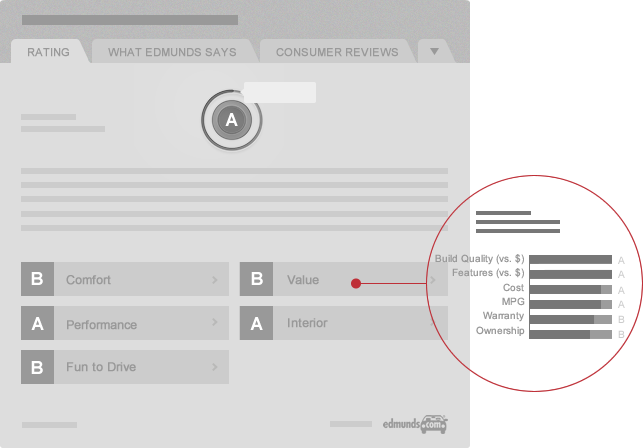 RATING
WHAT EDMUNDS SAYS
CONSUMER REVIEWS
A
B Comfort
B Value
A Performance
A Interior
B Fun to Drive
Build Quality (vs. $) A
Features (vs. $) A
Cost A
MPG A
Warranty B
Ownership B
edmunds.com